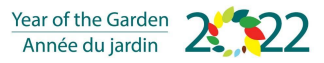 Year of the Garden
Année du jardin
2022